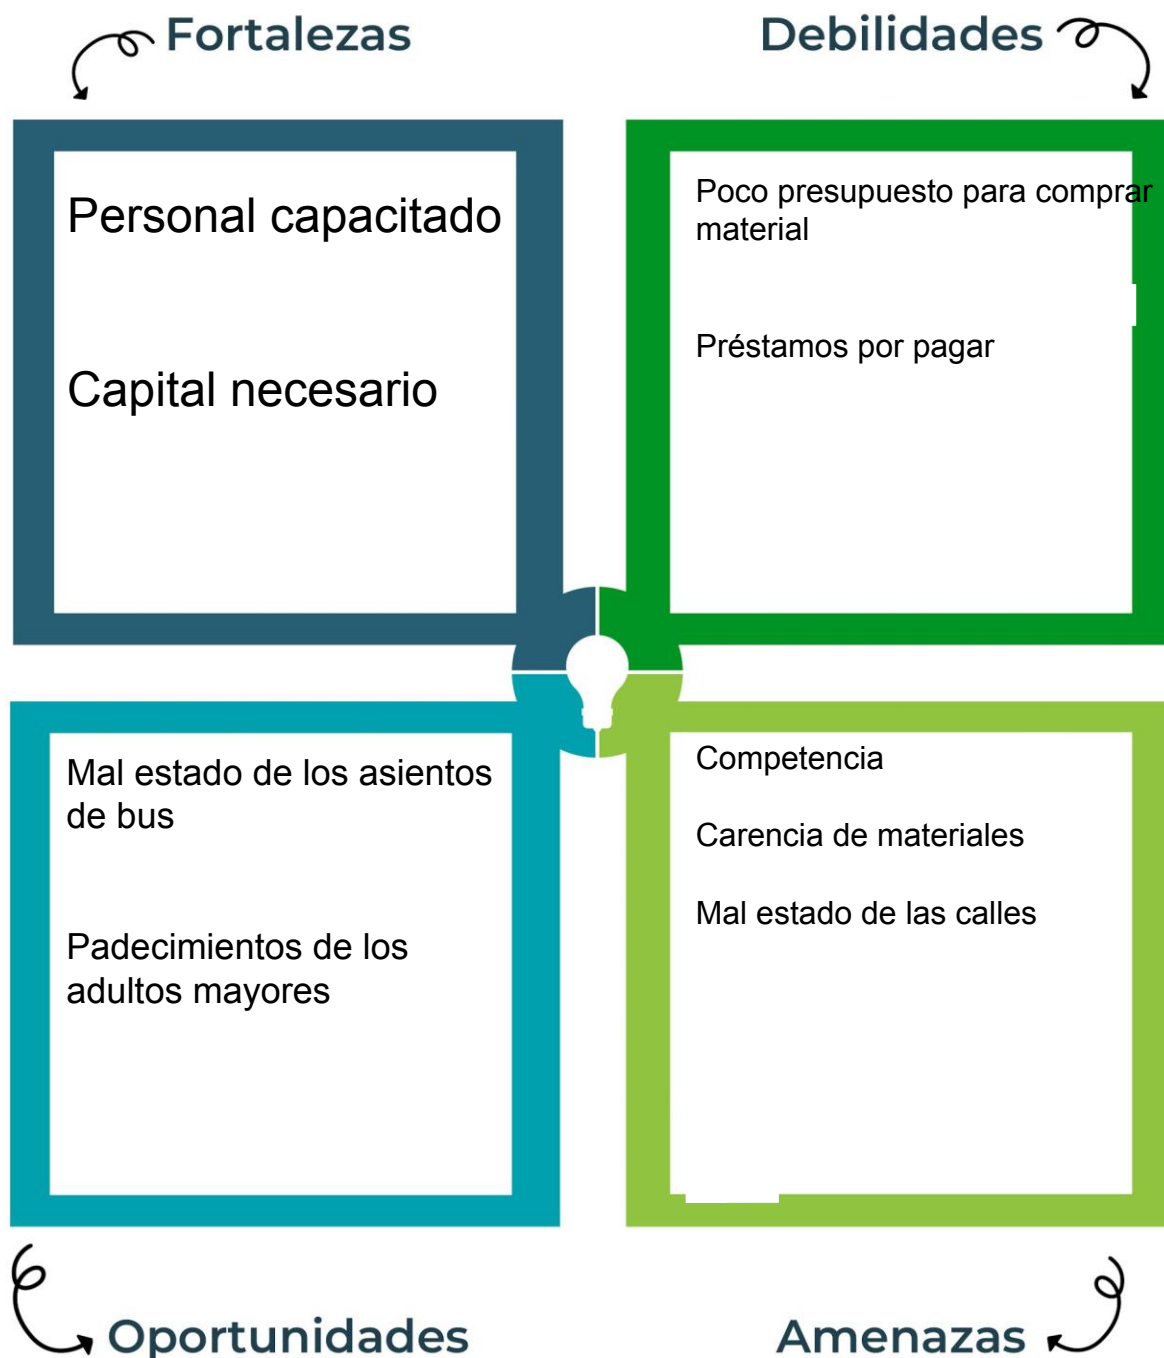 Fortalezas
Personal capacitado
Capital necesario
Debilidades
Poco presupuesto para comprar
material
Préstamos por pagar
Mal estado de los asientos
de bus
Padecimientos de los
adultos mayores
Oportunidades
Competencia
Carencia de materiales
Mal estado de las calles
Amenazas